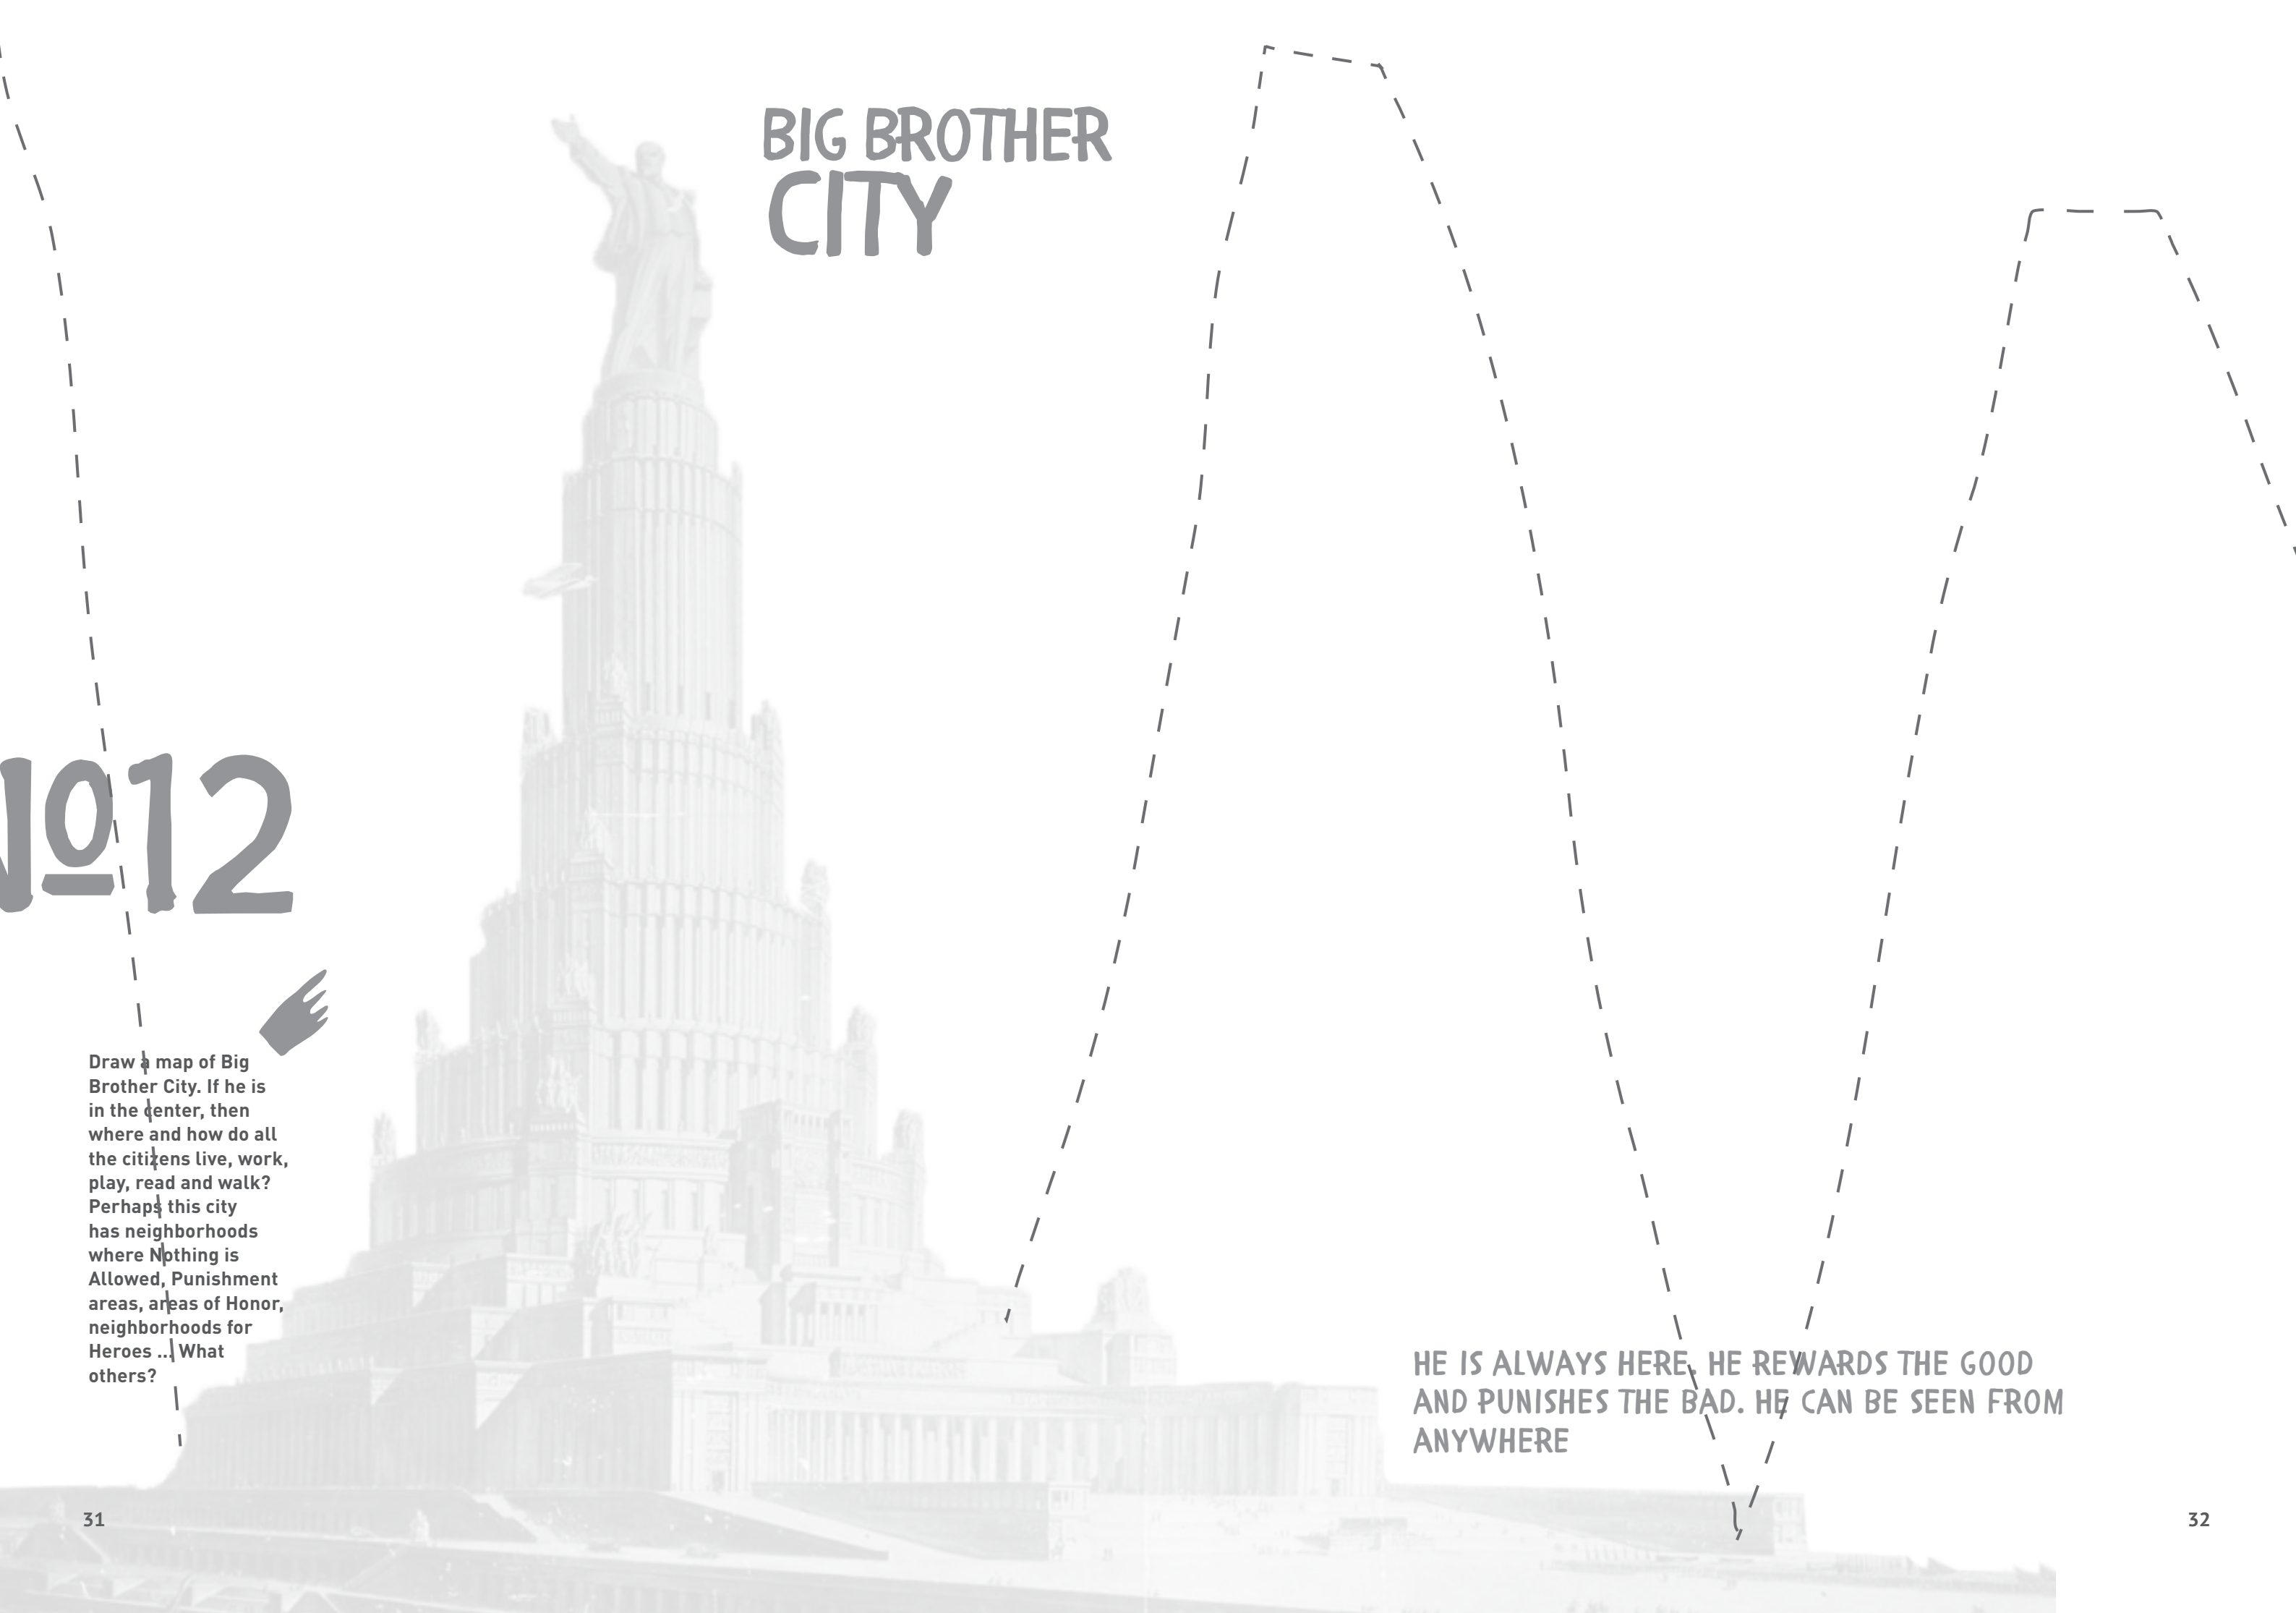 BIG BROTHER
CITY
№12
Draw a map of Big
Brother City. If he is
in the center, then
where and how do all
the citizens live, work,
play, read and walk?
Perhaps this city
has neighborhoods
where Nothing is
Allowed, Punishment
areas, areas of Honor,
neighborhoods for
Heroes ... What
others?
HE IS ALWAYS HERE. HE REWARDS THE GOOD
AND PUNISHES THE BAD. HE CAN BE SEEN FROM
ANYWHERE
31
32